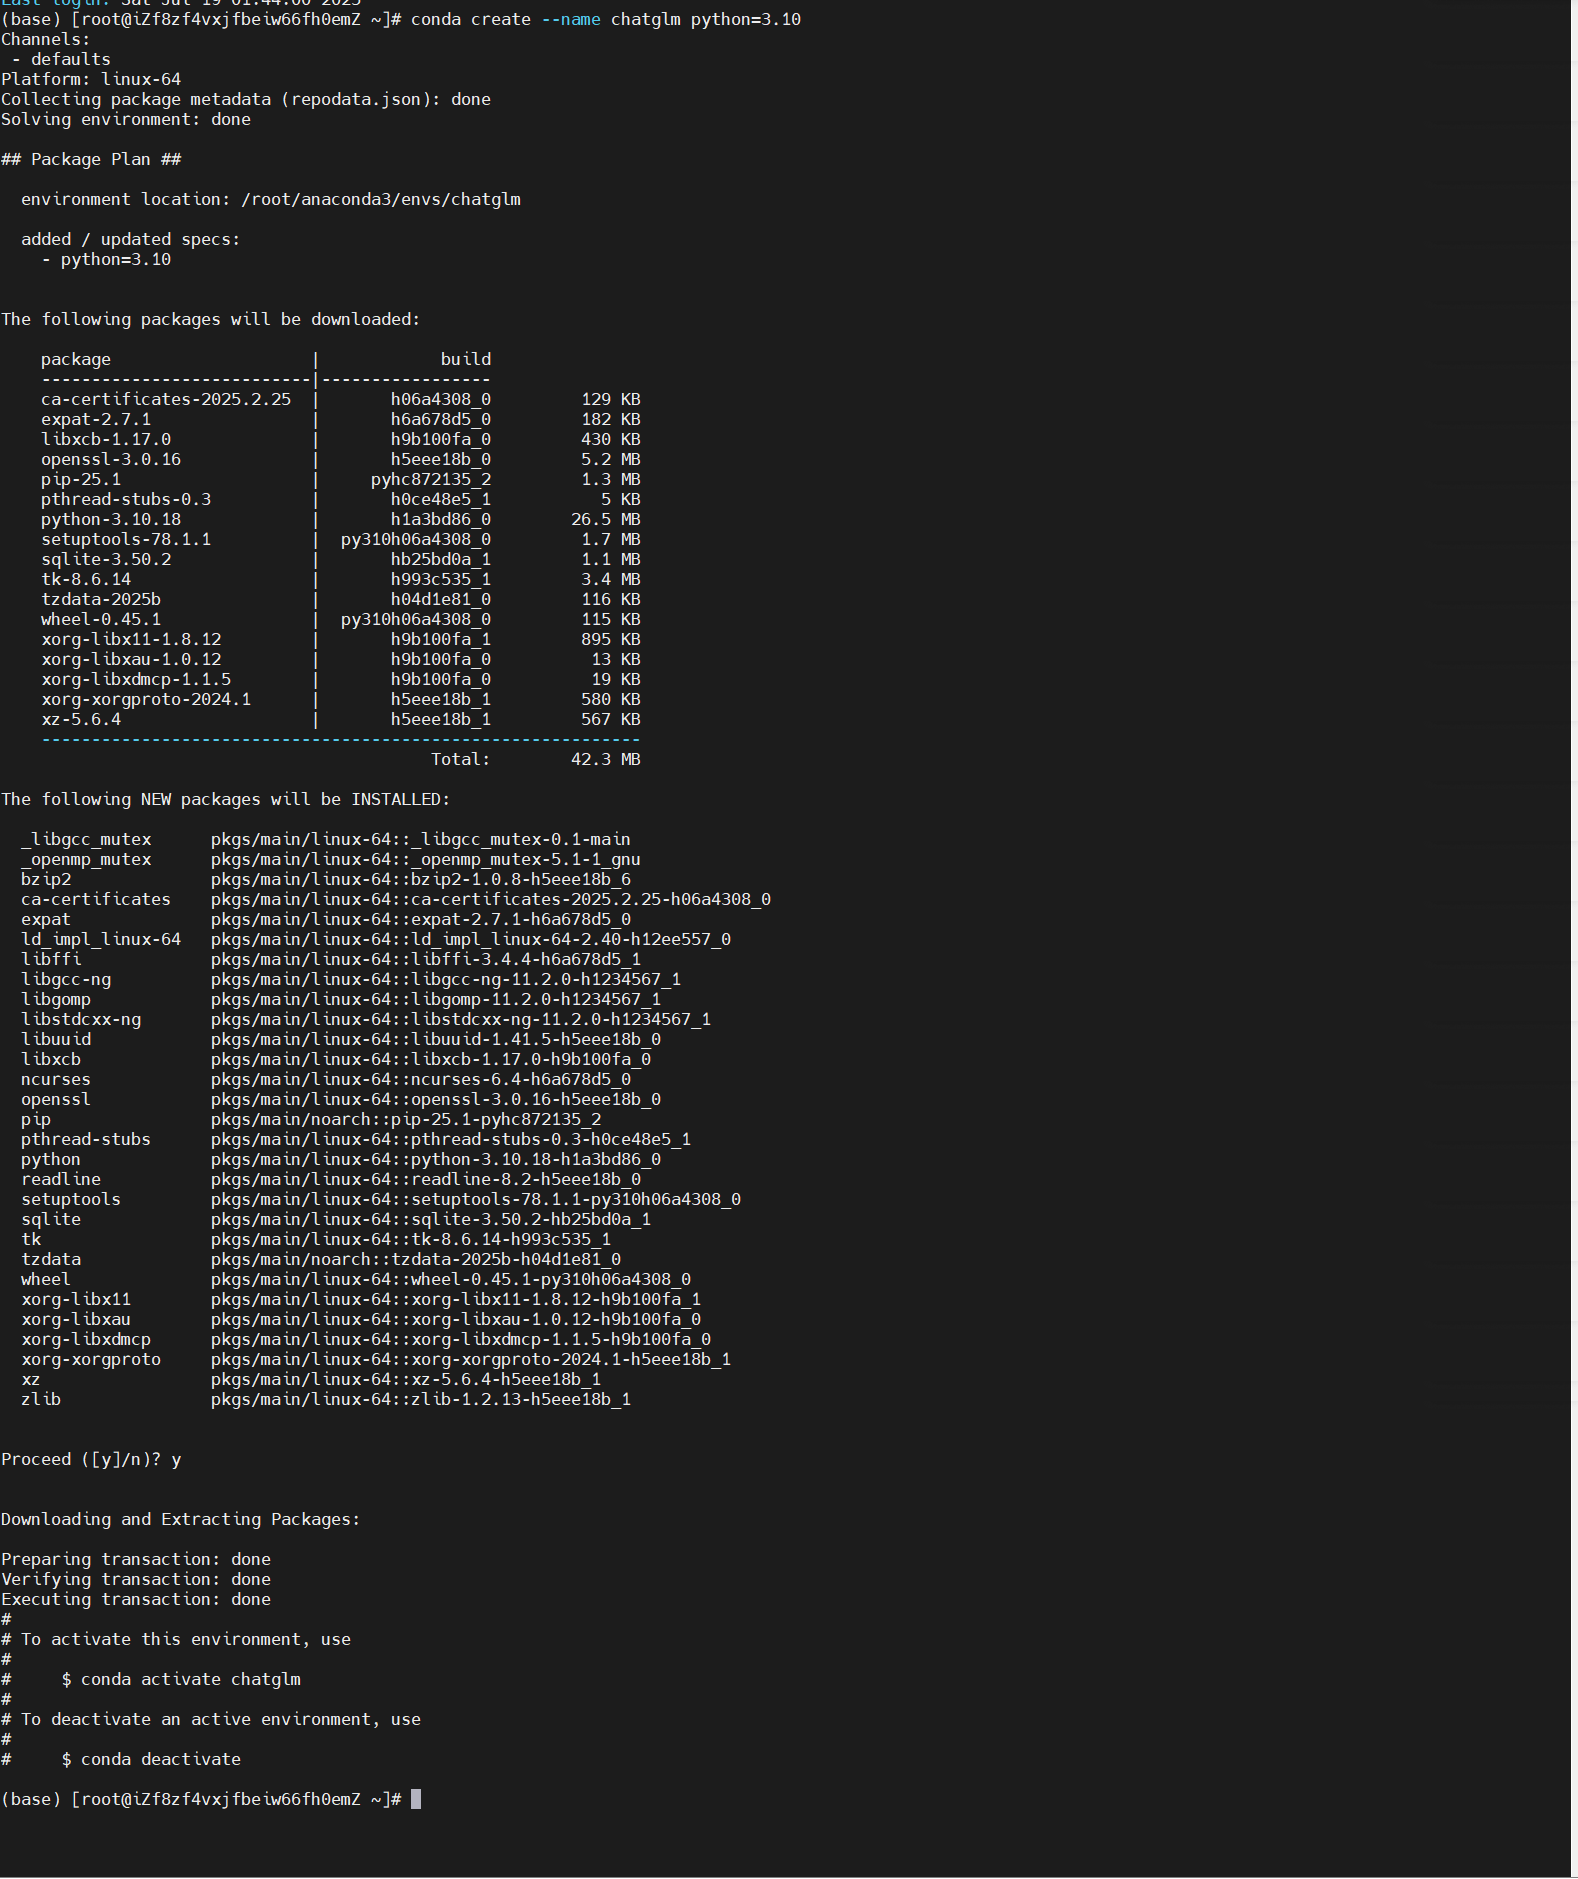 Last login: Sat Jul 19 01:44:00 2025
(base) [root@iZf8zf4vxjfbeiw66fh0emZ ~]# conda create --name chatglm python=3.10
Channels:
 - defaults
Platform: linux-64
Collecting package metadata (repodata.json): done
Solving environment: done

## Package Plan ##

  environment location: /root/anaconda3/envs/chatglm

  added / updated specs:
    - python=3.10


The following packages will be downloaded:

    package                    |            build
    ---------------------------|-----------------
    ca-certificates-2025.2.25  |       h06a4308_0         129 KB
    expat-2.7.1                |       h6a678d5_0         182 KB
    libxcb-1.17.0              |       h9b100fa_0         430 KB
    openssl-3.0.16             |       h5eee18b_0         5.2 MB
    pip-25.1                   |     pyhc872135_2         1.3 MB
    pthread-stubs-0.3          |       h0ce48e5_1           5 KB
    python-3.10.18             |       h1a3bd86_0        26.5 MB
    setuptools-78.1.1          |  py310h06a4308_0         1.7 MB
    sqlite-3.50.2              |       hb25bd0a_1         1.1 MB
    tk-8.6.14                  |       h993c535_1         3.4 MB
    tzdata-2025b               |       h04d1e81_0         116 KB
    wheel-0.45.1               |  py310h06a4308_0         115 KB
    xorg-libx11-1.8.12         |       h9b100fa_1         895 KB
    xorg-libxau-1.0.12         |       h9b100fa_0          13 KB
    xorg-libxdmcp-1.1.5        |       h9b100fa_0          19 KB
    xorg-xorgproto-2024.1      |       h5eee18b_1         580 KB
    xz-5.6.4                   |       h5eee18b_1         567 KB
    ------------------------------------------------------------
                                           Total:        42.3 MB

The following NEW packages will be INSTALLED:

  _libgcc_mutex      pkgs/main/linux-64::_libgcc_mutex-0.1-main
  _openmp_mutex      pkgs/main/linux-64::_openmp_mutex-5.1-1_gnu
  bzip2              pkgs/main/linux-64::bzip2-1.0.8-h5eee18b_6
  ca-certificates    pkgs/main/linux-64::ca-certificates-2025.2.25-h06a4308_0
  expat              pkgs/main/linux-64::expat-2.7.1-h6a678d5_0
  ld_impl_linux-64   pkgs/main/linux-64::ld_impl_linux-64-2.40-h12ee557_0
  libffi             pkgs/main/linux-64::libffi-3.4.4-h6a678d5_1
  libgcc-ng          pkgs/main/linux-64::libgcc-ng-11.2.0-h1234567_1
  libgomp            pkgs/main/linux-64::libgomp-11.2.0-h1234567_1
  libstdcxx-ng       pkgs/main/linux-64::libstdcxx-ng-11.2.0-h1234567_1
  libuuid            pkgs/main/linux-64::libuuid-1.41.5-h5eee18b_0
  libxcb             pkgs/main/linux-64::libxcb-1.17.0-h9b100fa_0
  ncurses            pkgs/main/linux-64::ncurses-6.4-h6a678d5_0
  openssl            pkgs/main/linux-64::openssl-3.0.16-h5eee18b_0
  pip                pkgs/main/noarch::pip-25.1-pyhc872135_2
  pthread-stubs      pkgs/main/linux-64::pthread-stubs-0.3-h0ce48e5_1
  python             pkgs/main/linux-64::python-3.10.18-h1a3bd86_0
  readline           pkgs/main/linux-64::readline-8.2-h5eee18b_0
  setuptools         pkgs/main/linux-64::setuptools-78.1.1-py310h06a4308_0
  sqlite             pkgs/main/linux-64::sqlite-3.50.2-hb25bd0a_1
  tk                 pkgs/main/linux-64::tk-8.6.14-h993c535_1
  tzdata             pkgs/main/noarch::tzdata-2025b-h04d1e81_0
  wheel              pkgs/main/linux-64::wheel-0.45.1-py310h06a4308_0
  xorg-libx11        pkgs/main/linux-64::xorg-libx11-1.8.12-h9b100fa_1
  xorg-libxau        pkgs/main/linux-64::xorg-libxau-1.0.12-h9b100fa_0
  xorg-libxdmcp      pkgs/main/linux-64::xorg-libxdmcp-1.1.5-h9b100fa_0
  xorg-xorgproto     pkgs/main/linux-64::xorg-xorgproto-2024.1-h5eee18b_1
  xz                 pkgs/main/linux-64::xz-5.6.4-h5eee18b_1
  zlib               pkgs/main/linux-64::zlib-1.2.13-h5eee18b_1


Proceed ([y]/n)? y


Downloading and Extracting Packages:

Preparing transaction: done
Verifying transaction: done
Executing transaction: done
#
# To activate this environment, use
#
#     $ conda activate chatglm
#
# To deactivate an active environment, use
#
#     $ conda deactivate

(base) [root@iZf8zf4vxjfbeiw66fh0emZ ~]#